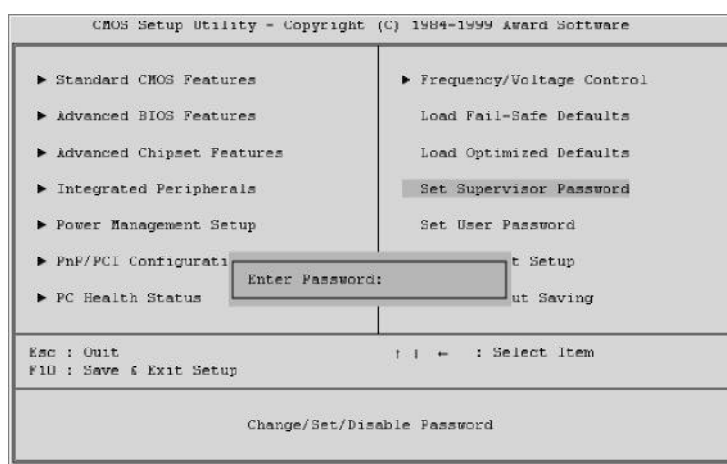 CMOS Setup Utility - Copyright (C) 1984-1999 Award Software
▶ Standard CMOS Features
▶ Advanced BIOS Features
▶ Advanced Chipset Features
▶ Integrated Peripherals
▶ Power Management Setup
▶ PnP/PCI Configurati
▶ PC Health Status
▶ Frequency/Voltage Control
Load Fail-Safe Defaults
Load Optimized Defaults
Set Supervisor Password
Set User Password
t Setup
ut Saving
Enter Password:
Esc : Quit
F10 : Save & Exit Setup
↑ ↓ ← : Select Item
Change/Set/Disable Password